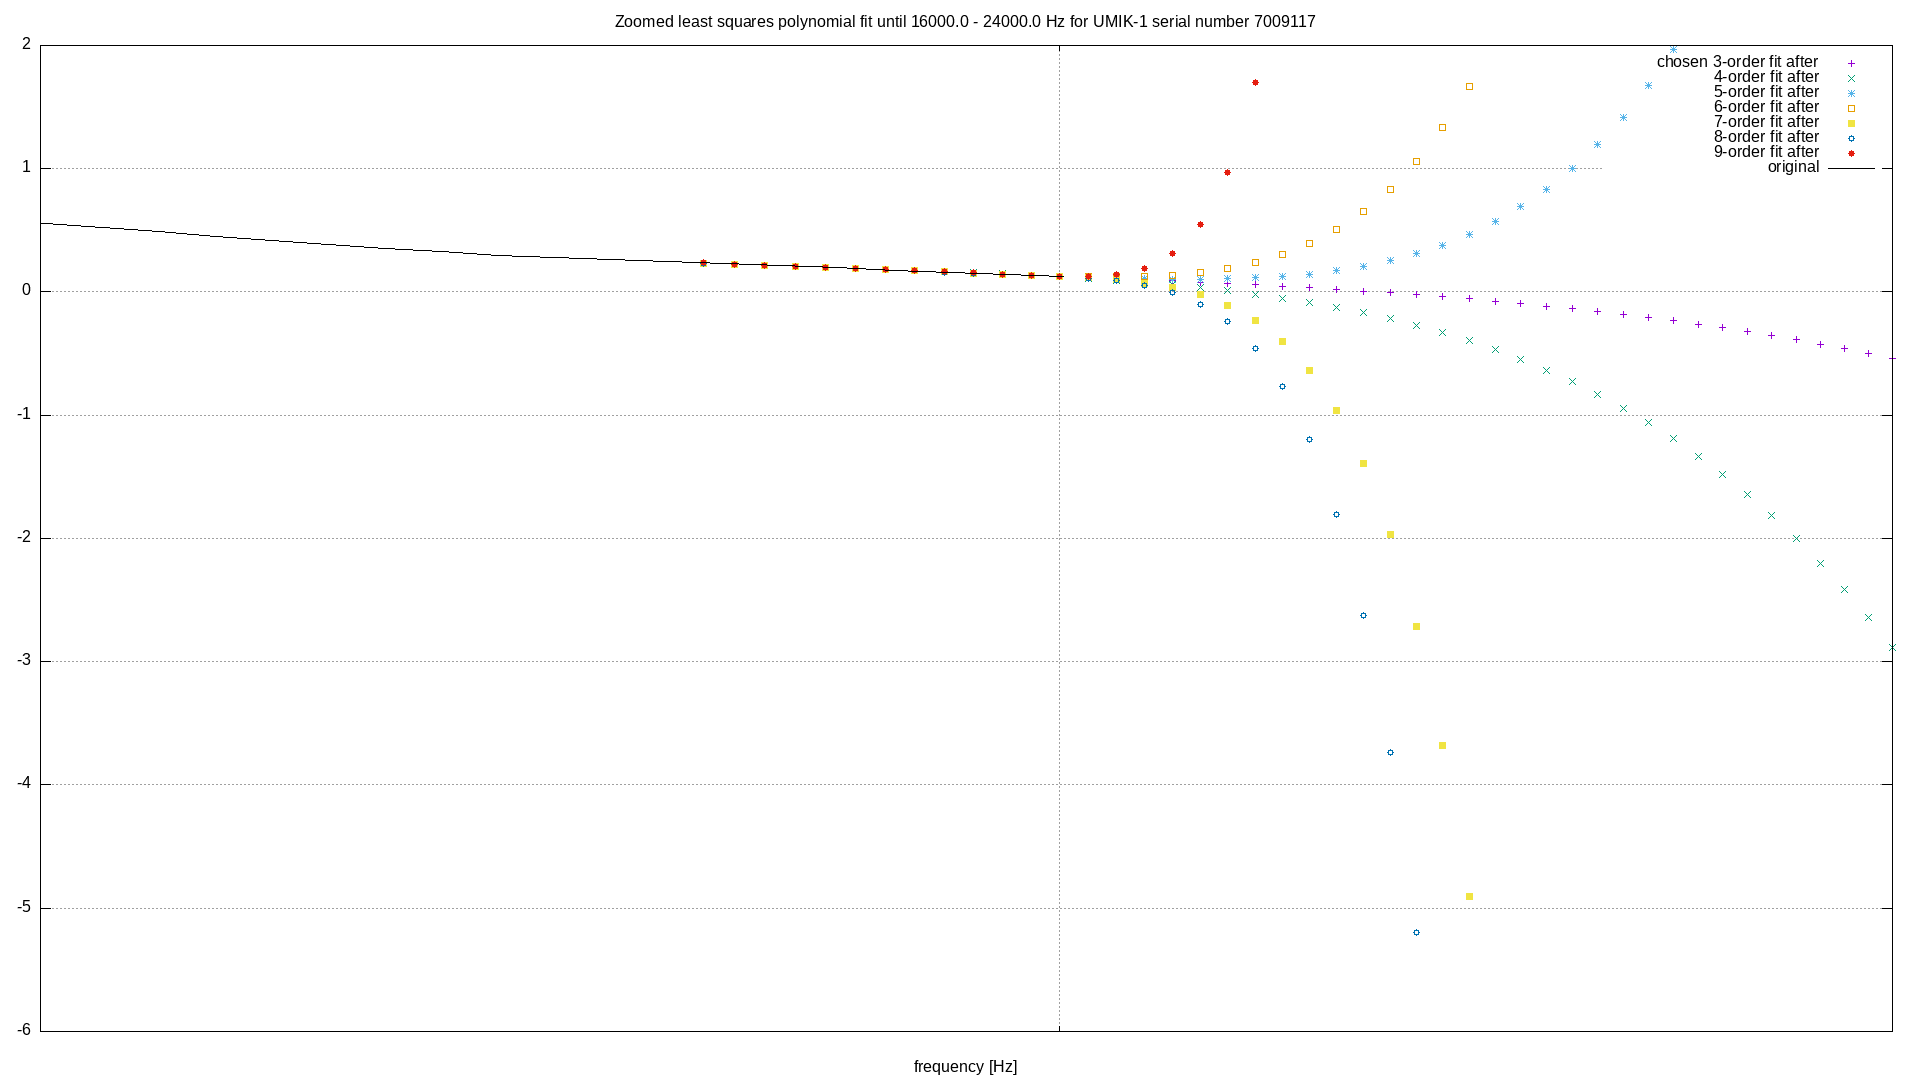 Zoomed least squares polynomial fit until 16000.0 - 24000.0 Hz for UMIK-1 serial number 7009117
2
1
0
-1
-2
-3
-4
-5
-6
chosen 3-order fit after
4-order fit after
5-order fit after
6-order fit after
7-order fit after
8-order fit after
9-order fit after
original
frequency [Hz]